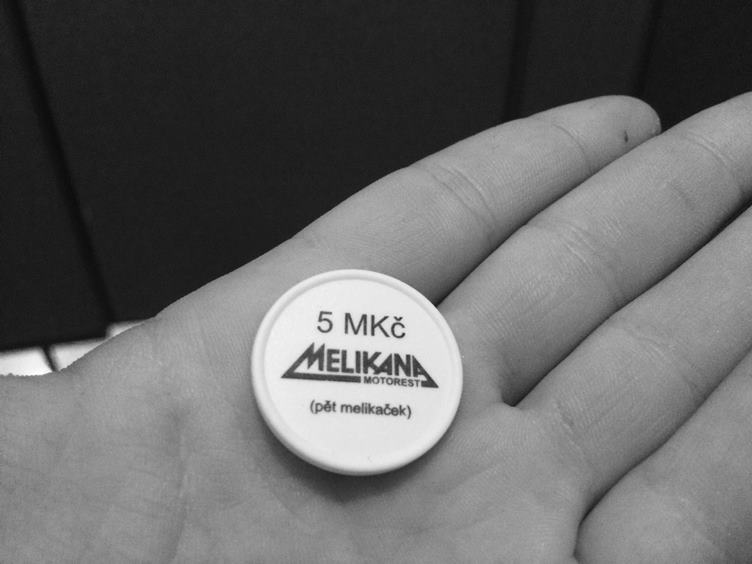 5 MKč
MELIKANA
MOTOREST
(pět melikaček)